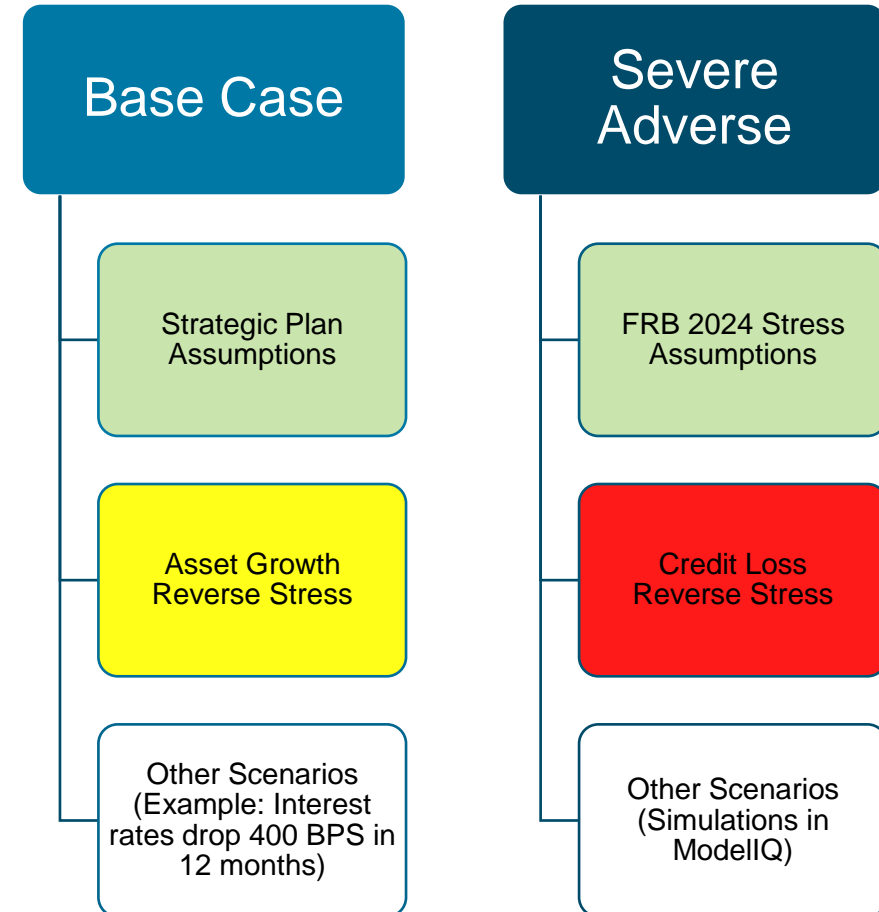 Base Case
Strategic Plan
Assumptions
Asset Growth
Reverse Stress
Other Scenarios
(Example: Interest
rates drop 400 BPS in
12 months)
Severe
Adverse
FRB 2024 Stress
Assumptions
Credit Loss
Reverse Stress
Other Scenarios
(Simulations in
ModelIQ)